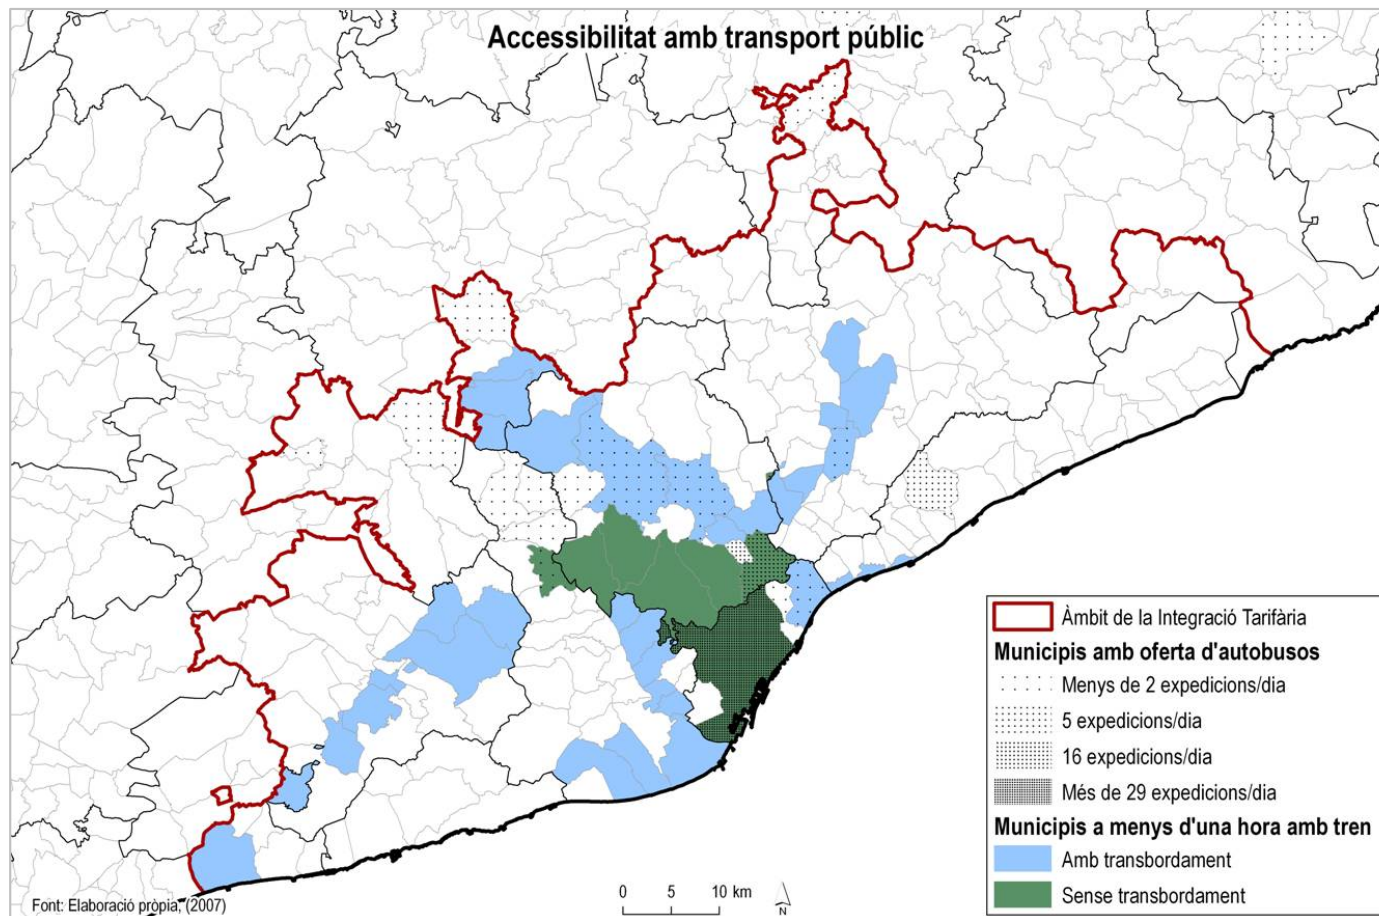 Accessibilitat amb transport públic
Àmbit de la Integració Tarifària
Municipis amb oferta d'autobusos
Menys de 2 expedicions/dia
5 expedicions/dia
16 expedicions/dia
Més de 29 expedicions/dia
Municipis a menys d'una hora amb tren
Amb transbordament
Sense transbordament
0 5 10 km
N
Font: Elaboració pròpia, (2007)